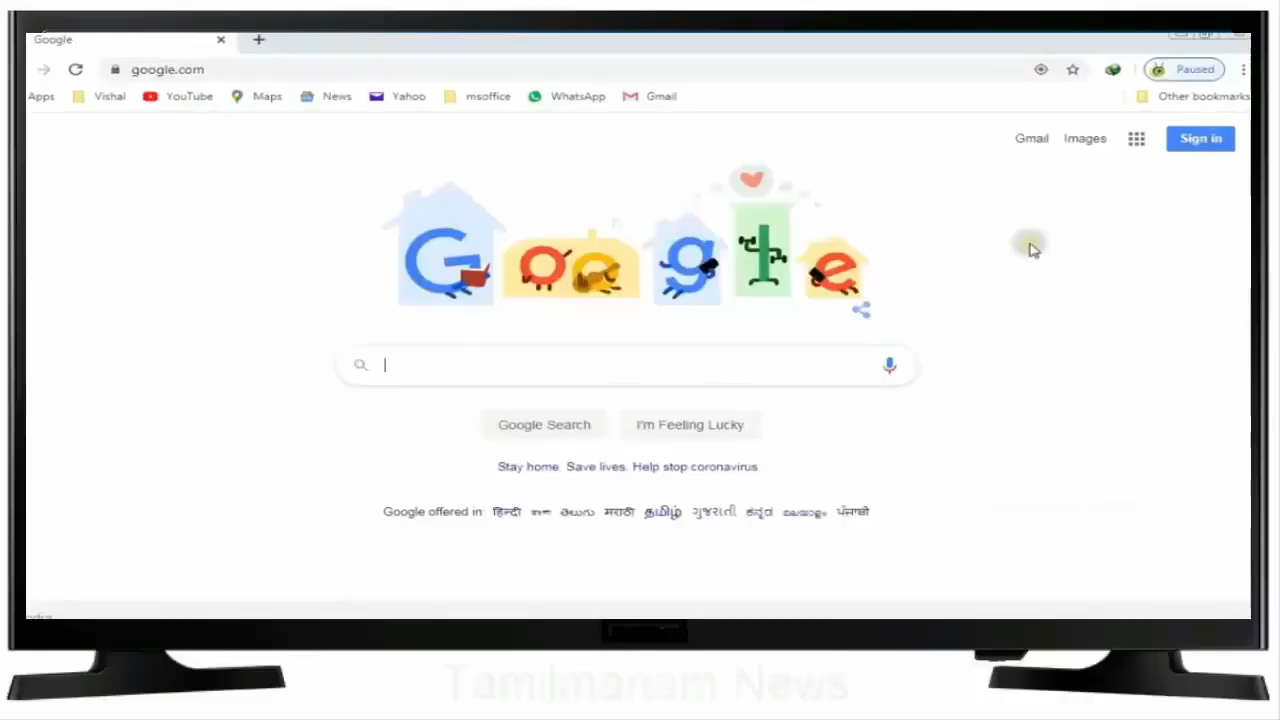 Google
google.com
Paused
Apps Vishal YouTube Maps News Yahoo msoffice WhatsApp Gmail Other bookmarks
Gmail Images Sign in
Google
Google Search I'm Feeling Lucky
Stay home. Save lives. Help stop coronavirus
Google offered in: हिन्दी বাংলা తెలుగు मराठी தமிழ் ગુજરાતી ಕನ್ನಡ മലയാളം ਪੰਜਾਬੀ
Tamilmanam News